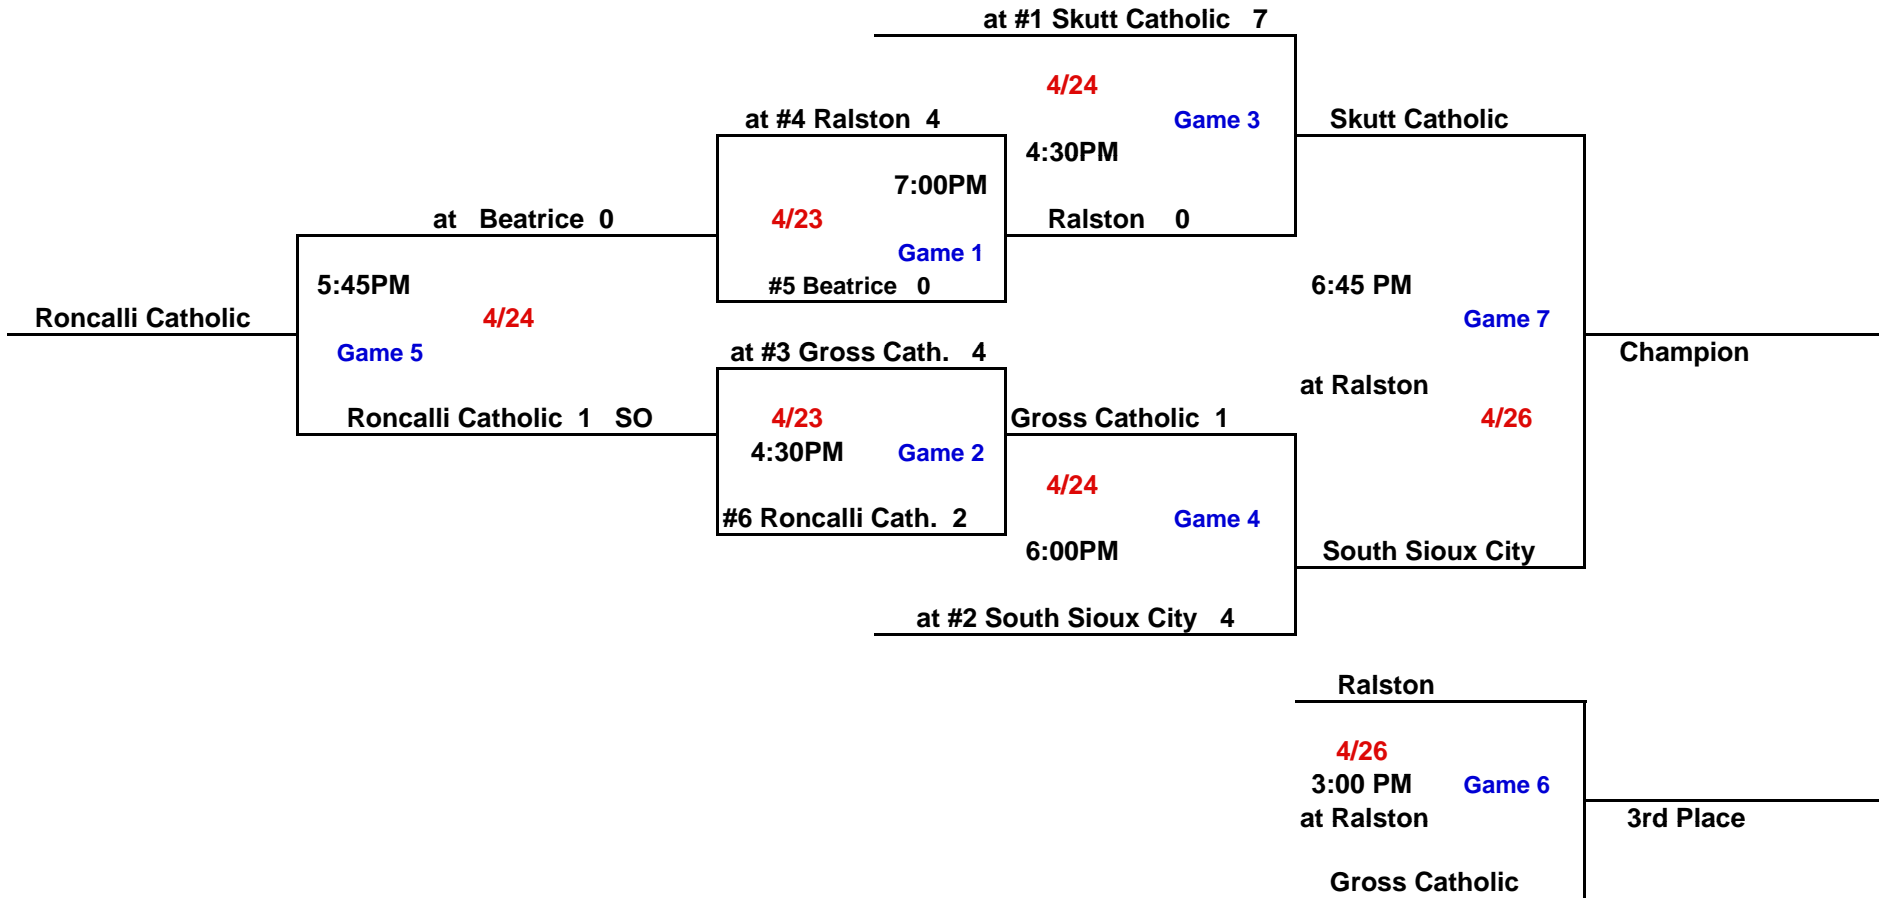 at #1 Skutt Catholic 7
4/24
at #4 Ralston 4
Game 3
Skutt Catholic
4:30PM
7:00PM
at Beatrice 0
4/23
Ralston 0
Game 1
5:45PM
#5 Beatrice 0
6:45 PM
Roncalli Catholic
4/24
Game 7
Game 5
at #3 Gross Cath. 4
Champion
at Ralston
Roncalli Catholic 1 SO
4/23
Gross Catholic 1
4/26
4:30PM
Game 2
4/24
#6 Roncalli Cath. 2
Game 4
6:00PM
South Sioux City
at #2 South Sioux City 4
Ralston
4/26
3:00 PM
Game 6
at Ralston
3rd Place
Gross Catholic